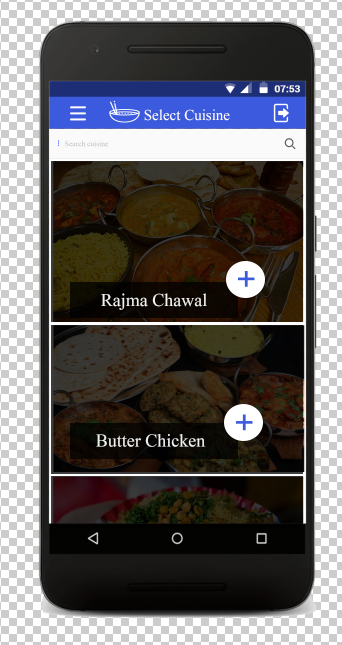 07:53
Select Cuisine
Search cuisine
Rajma Chawal
Butter Chicken